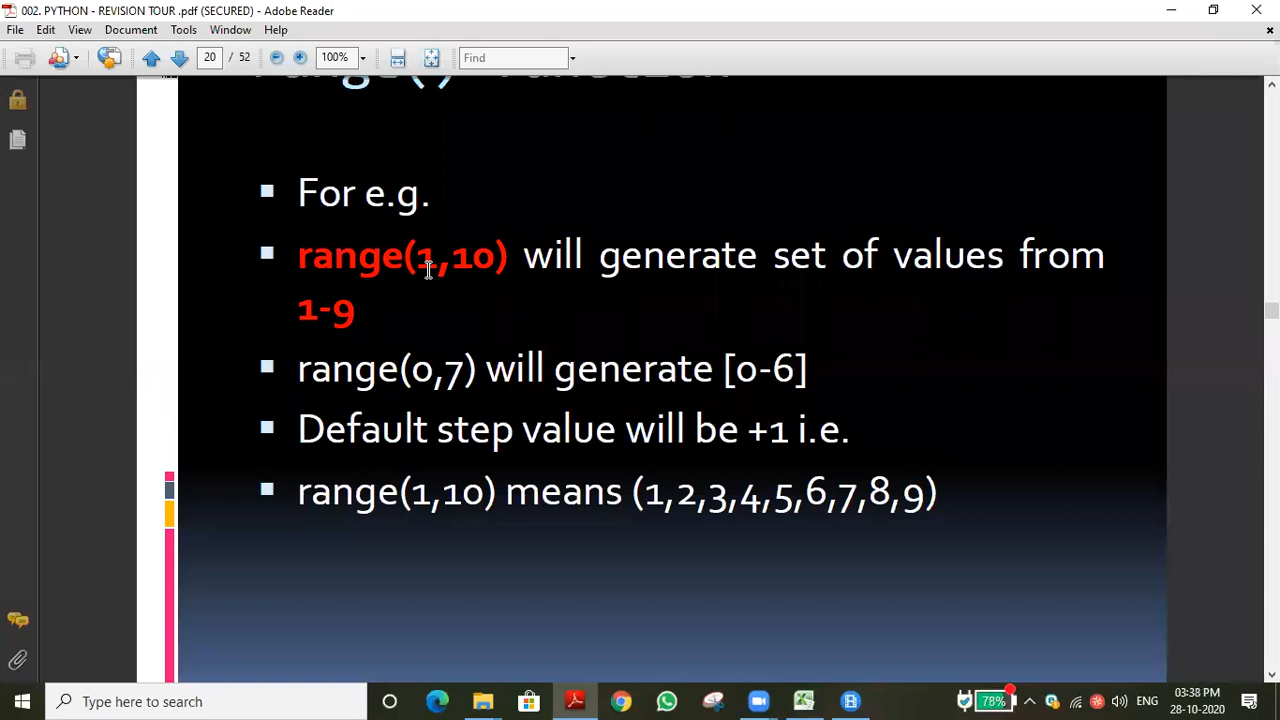 002. PYTHON - REVISION TOUR .pdf (SECURED) - Adobe Reader
File Edit View Document Tools Window Help
20 / 52 100% Find
range() - function
For e.g.
range(1,10) will generate set of values from
1-9
range(0,7) will generate [0-6]
Default step value will be +1 i.e.
range(1,10) means (1,2,3,4,5,6,7,8,9)
Type here to search
78%
ENG
03:38 PM
28-10-2020